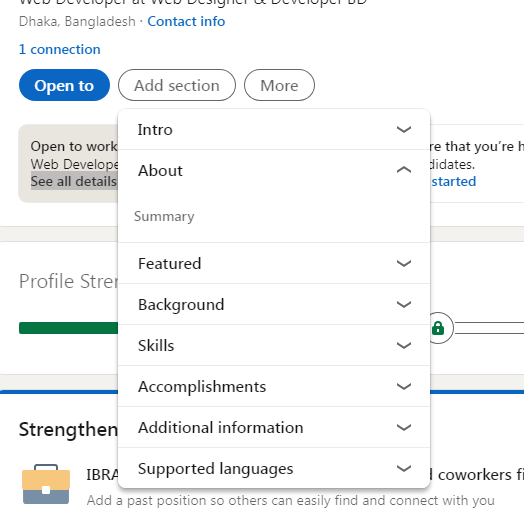 Web Developer at Web Designer & Developer BD
Dhaka, Bangladesh · Contact info
1 connection
Open to
Add section
More
Open to work
Web Develope
See all details
re that you're h
didates.
started
Intro
About
Summary
Featured
Background
Skills
Accomplishments
Additional information
Supported languages
Profile Stre
Strengthen
IBRA
d coworkers fi
Add a past position so others can easily find and connect with you